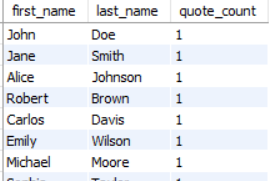 first_name last_name quote_count
John Doe 1
Jane Smith 1
Alice Johnson 1
Robert Brown 1
Carlos Davis 1
Emily Wilson 1
Michael Moore 1